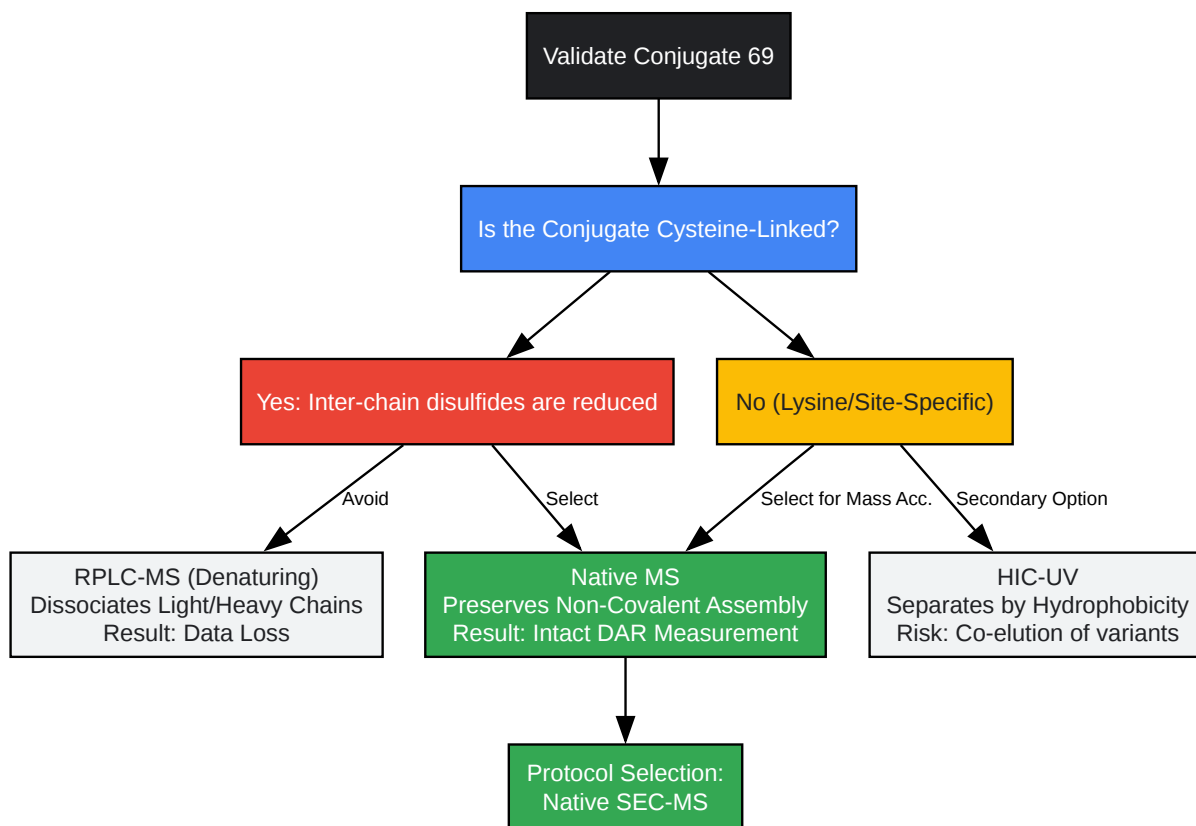 Validate Conjugate 69
Is the Conjugate Cysteine-Linked?
Yes: Inter-chain disulfides are reduced
No (Lysine/Site-Specific)
Avoid
Select
Select for Mass Acc.
Secondary Option
RPLC-MS (Denaturing)
Dissociates Light/Heavy Chains
Result: Data Loss
Native MS
Preserves Non-Covalent Assembly
Result: Intact DAR Measurement
HIC-UV
Separates by Hydrophobicity
Risk: Co-elution of variants
Protocol Selection:
Native SEC-MS